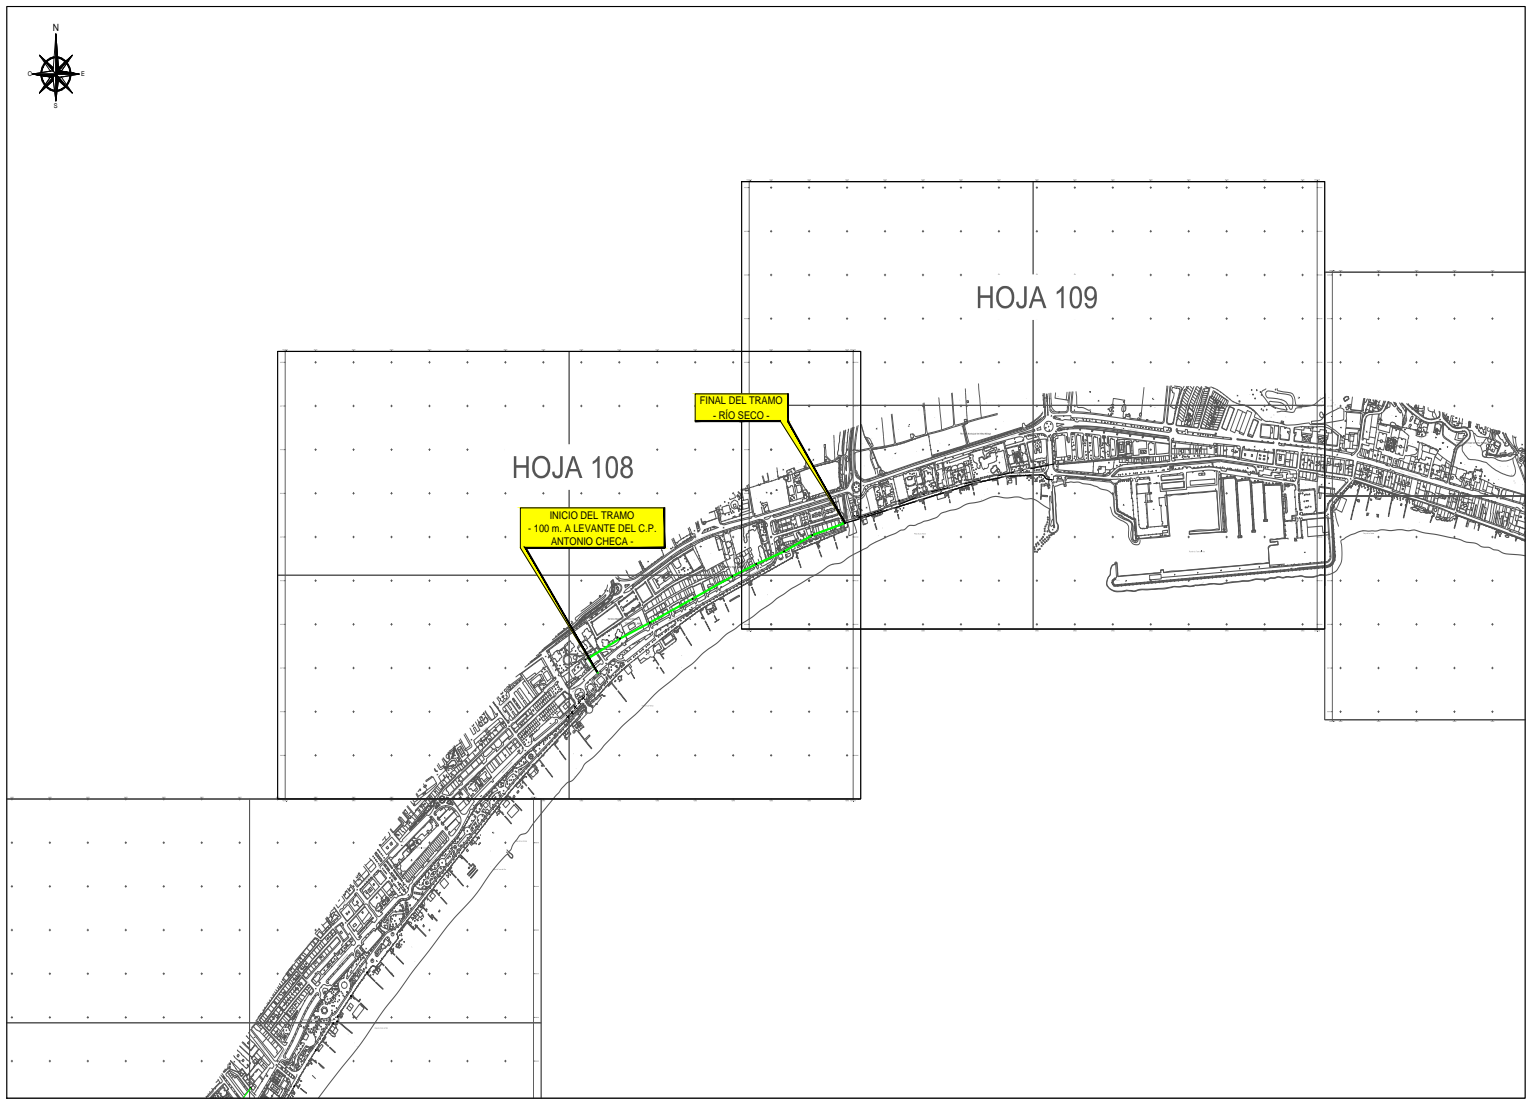 N
O
E
S
HOJA 109
FINAL DEL TRAMO
- RÍO SECO -
HOJA 108
INICIO DEL TRAMO
- 100 m. A LEVANTE DEL C.P.
ANTONIO CHECA -